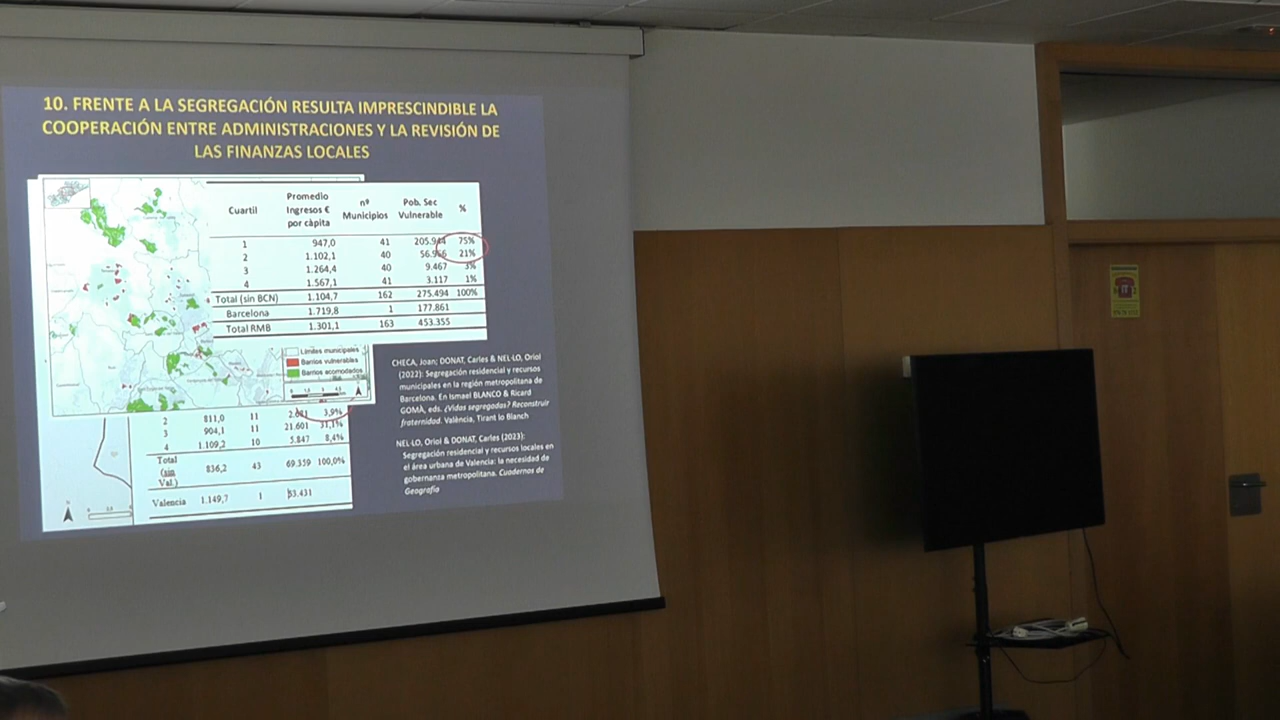 10. FRENTE A LA SEGREGACIÓN RESULTA IMPRESCINDIBLE LA
COOPERACIÓN ENTRE ADMINISTRACIONES Y LA REVISIÓN DE
LAS FINANZAS LOCALES
Cuartil Promedio Ingresos € por càpita nº Municipios Pob. Sec Vulnerable %
1 947,0 41 205.944 75%
2 1.102,1 40 56.966 21%
3 1.264,4 40 9.467 3%
4 1.567,1 41 3.117 1%
Total (sin BCN) 1.104,7 162 275.494 100%
Barcelona 1.719,8 1 177.861
Total RMB 1.301,1 163 453.355
Límites municipales
Barrios vulnerables
Barrios acomodados
2 811,0 11 2.681 3,9%
3 904,1 11 21.601 31,1%
4 1.109,2 10 5.847 8,4%
Total (sin Val.) 836,2 43 69.359 100,0%
Valencia 1.149,7 1 53.431
CHECA, Joan; DONAT, Carles & NEL·LO, Oriol
(2022): Segregación residencial y recursos
municipales en la región metropolitana de
Barcelona. En Ismael BLANCO & Ricard
GOMÀ, eds. ¿Vidas segregadas? Reconstruir
fraternidad. València, Tirant lo Blanch
NEL·LO, Oriol & DONAT, Carles (2023):
Segregación residencial y recursos locales en
el área urbana de Valencia: la necesidad de
gobernanza metropolitana. Cuadernos de
Geografía